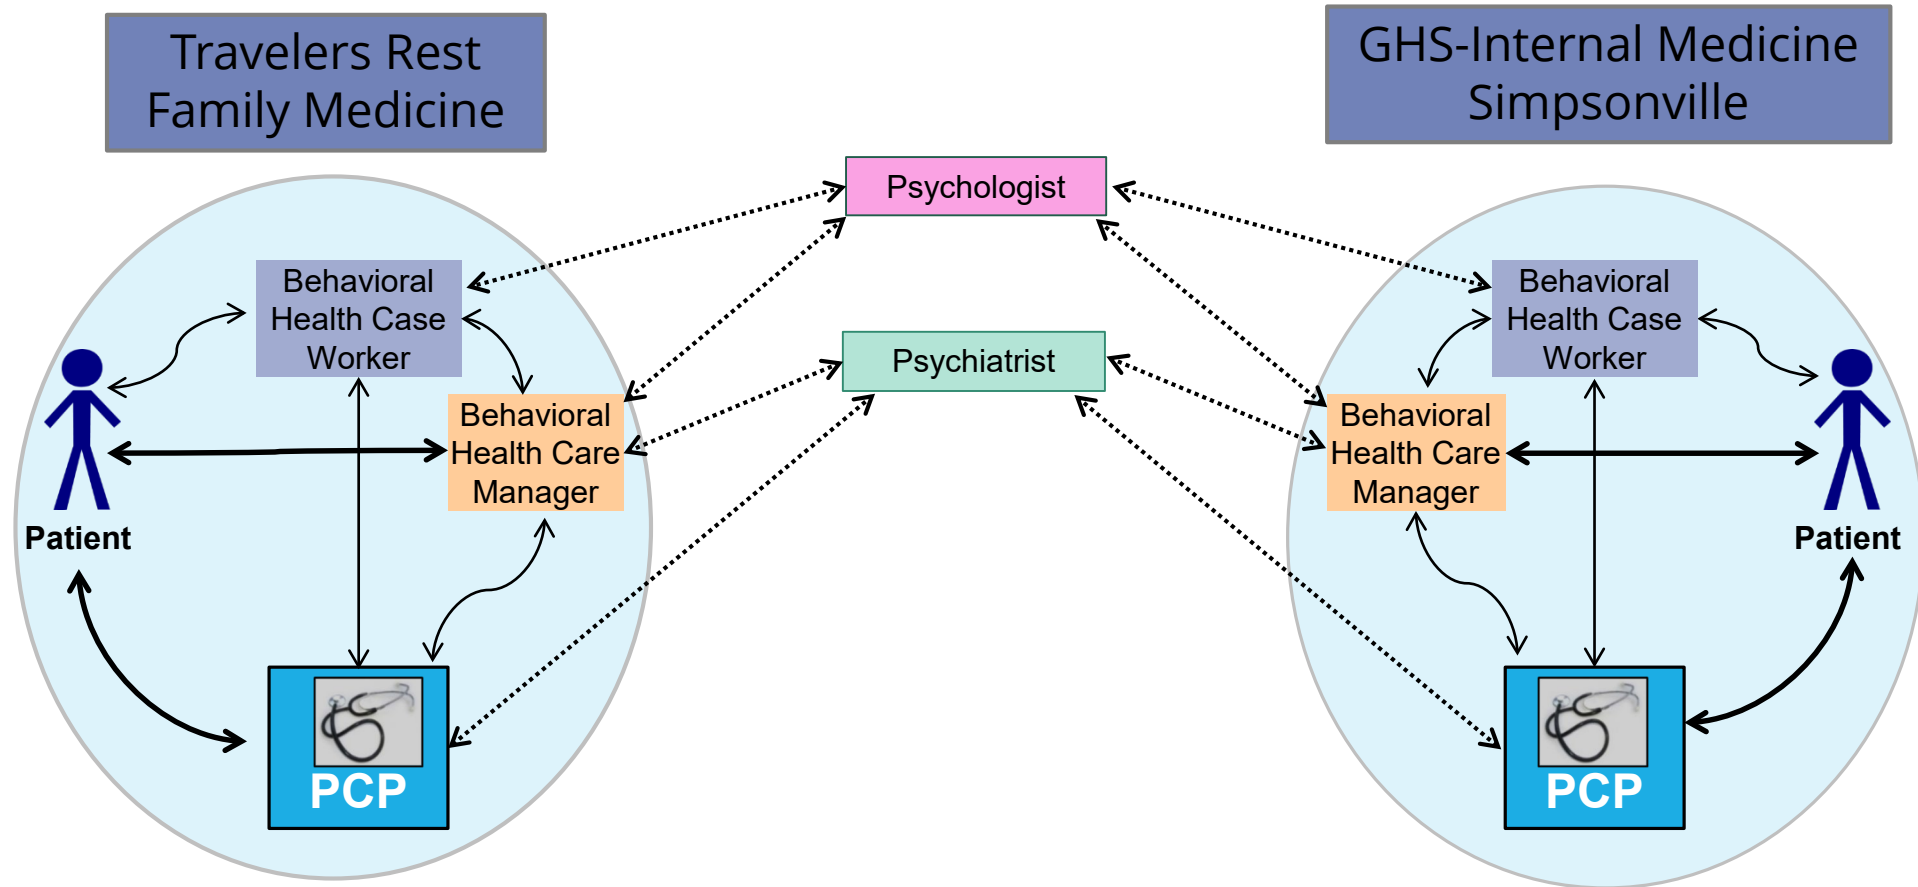 Travelers Rest
Family Medicine
GHS-Internal Medicine
Simpsonville
Psychologist
Behavioral
Health Case
Worker
Behavioral
Health Case
Worker
Psychiatrist
Behavioral
Health Care
Manager
Behavioral
Health Care
Manager
Patient
Patient
PCP
PCP